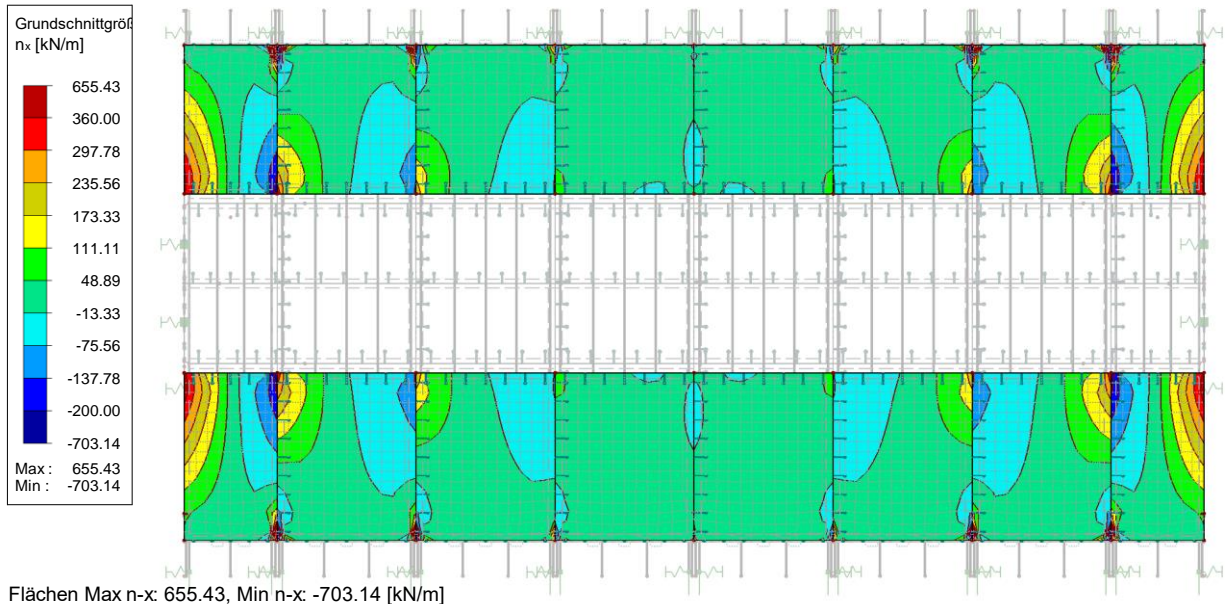 Grundschnittgröß
nx [kN/m]
655.43
360.00
297.78
235.56
173.33
111.11
48.89
-13.33
-75.56
-137.78
-200.00
-703.14
Max : 655.43
Min : -703.14
Flächen Max n-x: 655.43, Min n-x: -703.14 [kN/m]